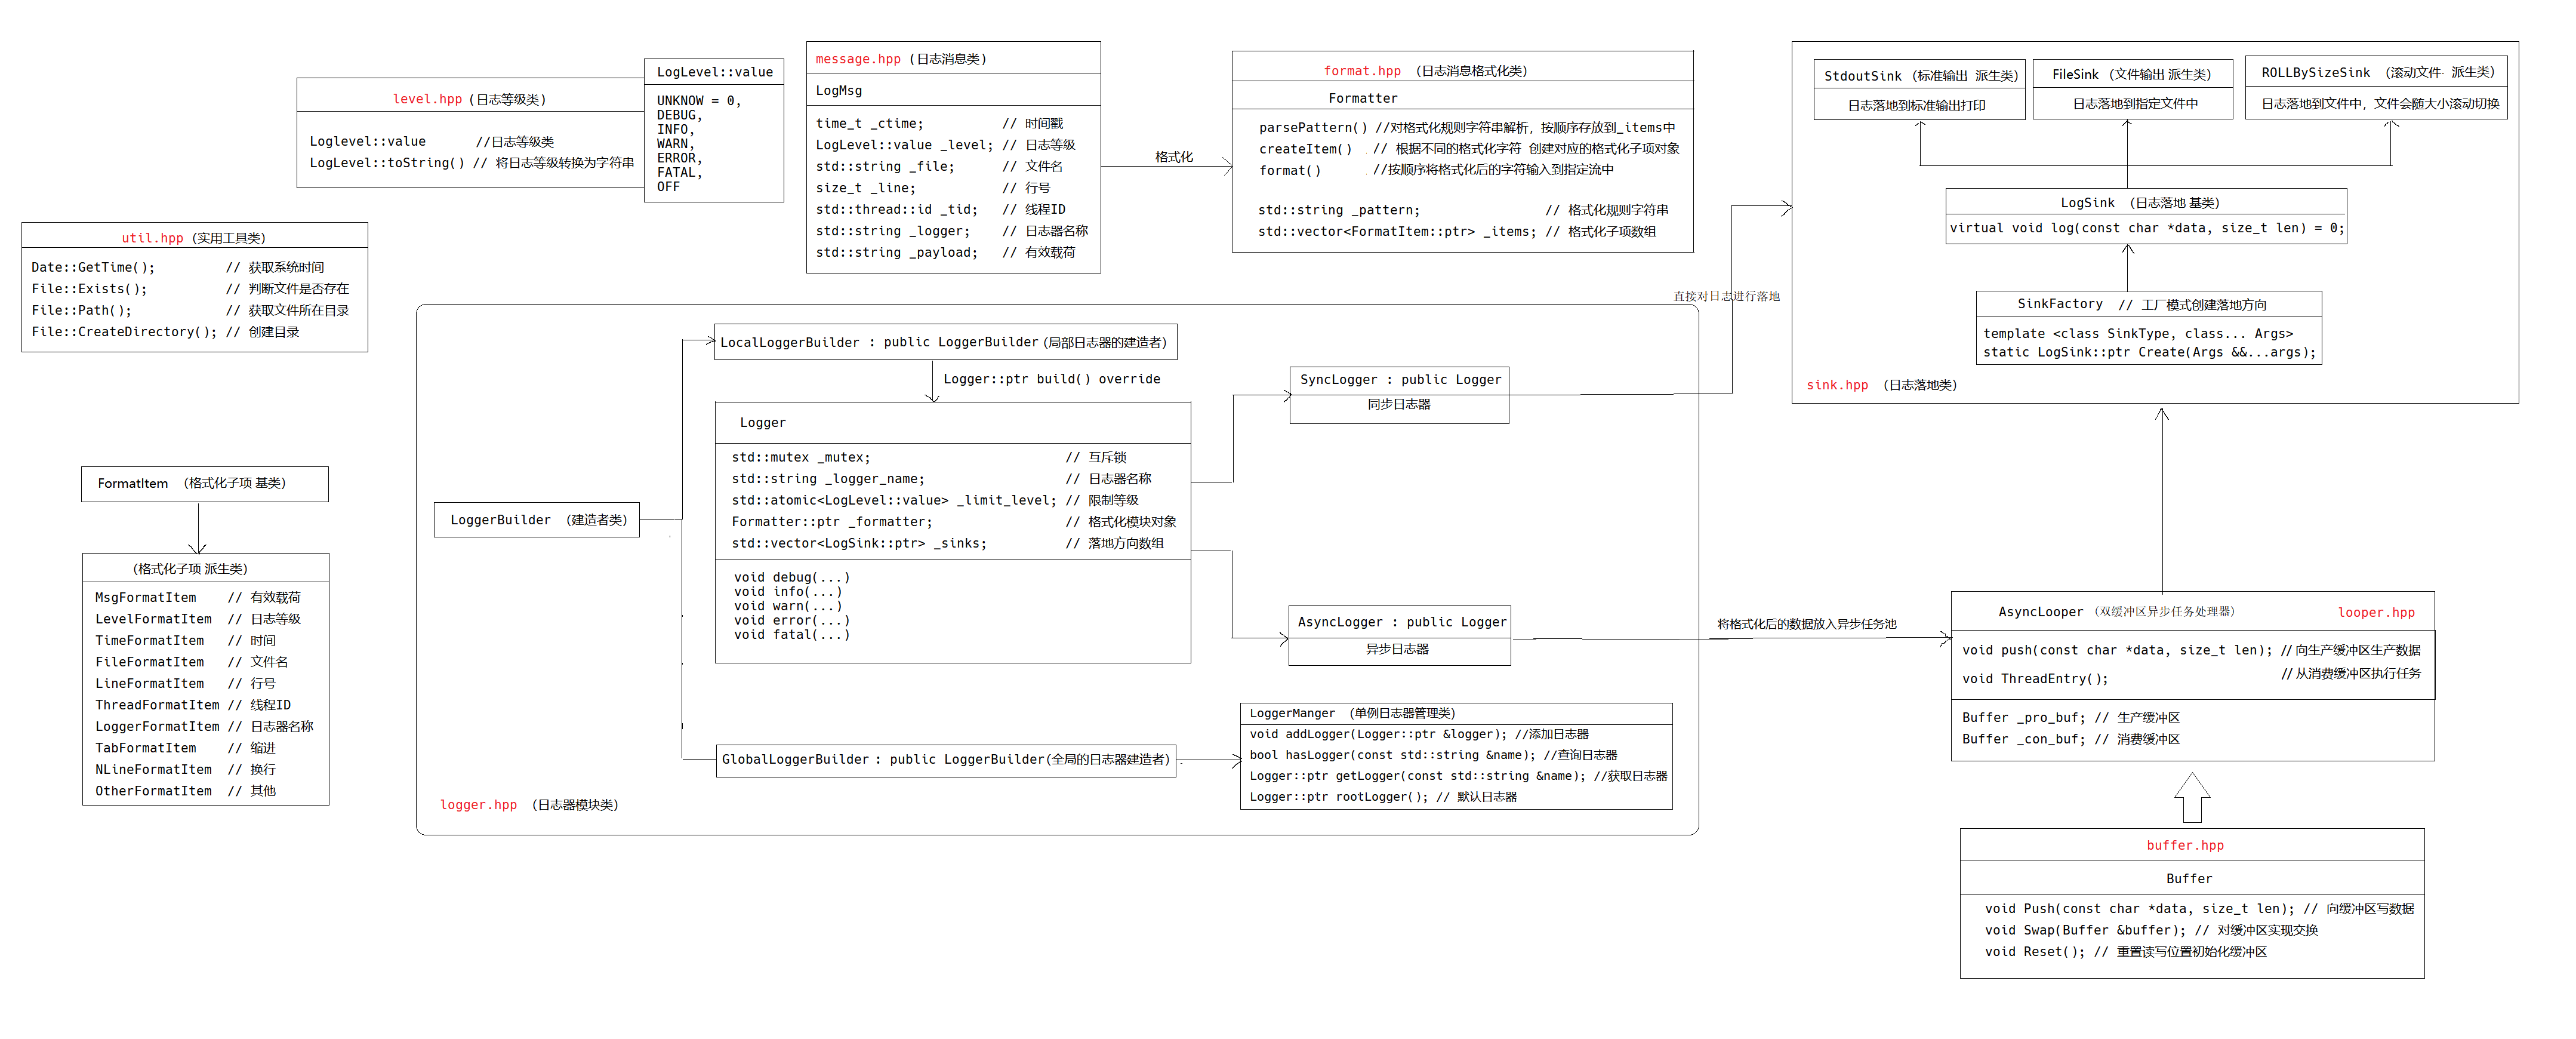 level.hpp (日志等级类)
Loglevel::value //日志等级类
LogLevel::toString() // 将日志等级转换为字符串
LogLevel::value
UNKNOW = 0,
DEBUG,
INFO,
WARN,
ERROR,
FATAL,
OFF
message.hpp (日志消息类)
LogMsg
time_t _ctime; // 时间戳
LogLevel::value _level; // 日志等级
std::string _file; // 文件名
size_t _line; // 行号
std::thread::id _tid; // 线程ID
std::string _logger; // 日志器名称
std::string _payload; // 有效载荷
格式化
format.hpp (日志消息格式化类)
Formatter
parsePattern() //对格式化规则字符串解析，按顺序存放到_items中
createItem() // 根据不同的格式化字符 创建对应的格式化子项对象
format() //按顺序将格式化后的字符输入到指定流中
std::string _pattern; // 格式化规则字符串
std::vector<FormatItem::ptr> _items; // 格式化子项数组
StdoutSink (标准输出 派生类)
日志落地到标准输出打印
FileSink (文件输出 派生类)
日志落地到指定文件中
ROLLBySizeSink (滚动文件- 派生类)
日志落地到文件中，文件会随大小滚动切换
LogSink (日志落地 基类)
virtual void log(const char *data, size_t len) = 0;
SinkFactory // 工厂模式创建落地方向
template <class SinkType, class... Args>
static LogSink::ptr Create(Args &&...args);
sink.hpp (日志落地类)
util.hpp (实用工具类)
Date::GetTime(); // 获取系统时间
File::Exists(); // 判断文件是否存在
File::Path(); // 获取文件所在目录
File::CreateDirectory(); // 创建目录
直接对日志进行落地
LocalLoggerBuilder : public LoggerBuilder (局部日志器的建造者)
Logger::ptr build() override
Logger
std::mutex _mutex; // 互斥锁
std::string _logger_name; // 日志器名称
std::atomic<LogLevel::value> _limit_level; // 限制等级
Formatter::ptr _formatter; // 格式化模块对象
std::vector<LogSink::ptr> _sinks; // 落地方向数组
void debug(...)
void info(...)
void warn(...)
void error(...)
void fatal(...)
SyncLogger : public Logger
同步日志器
AsyncLogger : public Logger
异步日志器
LoggerBuilder (建造者类)
GlobalLoggerBuilder : public LoggerBuilder (全局的日志器建造者)
LoggerManger (单例日志器管理类)
void addLogger(Logger::ptr &logger); //添加日志器
bool hasLogger(const std::string &name); //查询日志器
Logger::ptr getLogger(const std::string &name); //获取日志器
Logger::ptr rootLogger(); // 默认日志器
logger.hpp (日志器模块类)
FormatItem (格式化子项 基类)
(格式化子项 派生类)
MsgFormatItem // 有效载荷
LevelFormatItem // 日志等级
TimeFormatItem // 时间
FileFormatItem // 文件名
LineFormatItem // 行号
ThreadFormatItem // 线程ID
LoggerFormatItem // 日志器名称
TabFormatItem // 缩进
NLineFormatItem // 换行
OtherFormatItem // 其他
将格式化后的数据放入异步任务池
AsyncLooper (双缓冲区异步任务处理器) looper.hpp
void push(const char *data, size_t len); //向生产缓冲区生产数据
void ThreadEntry(); //从消费缓冲区执行任务
Buffer _pro_buf; // 生产缓冲区
Buffer _con_buf; // 消费缓冲区
buffer.hpp
Buffer
void Push(const char *data, size_t len); // 向缓冲区写数据
void Swap(Buffer &buffer); // 对缓冲区实现交换
void Reset(); // 重置读写位置初始化缓冲区